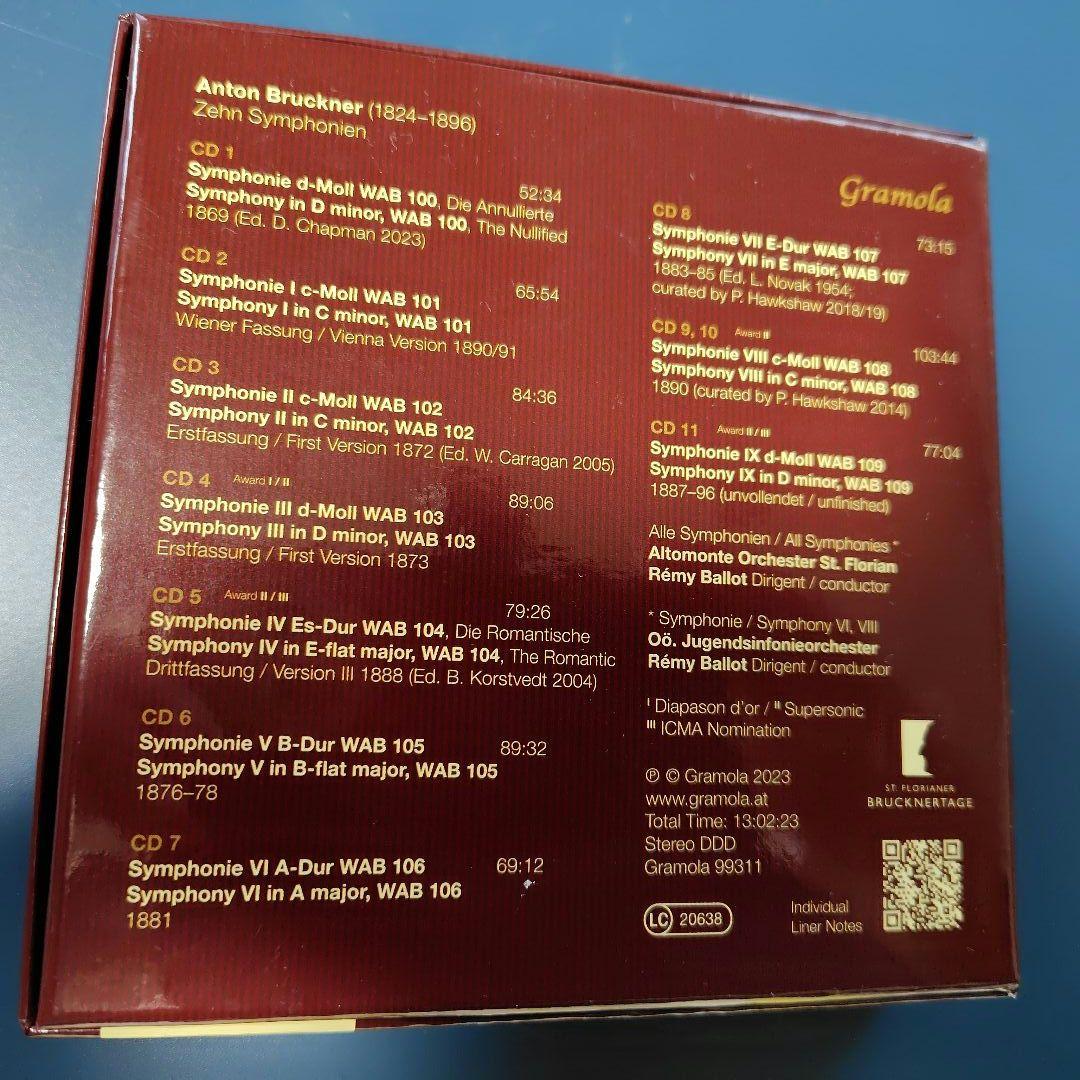 Anton Bruckner (1824–1896)
Zehn Symphonien
CD 1
Symphonie d-Moll WAB 100, Die Annullierte 52:34
Symphony in D minor, WAB 100, The Nullified
1869 (Ed. D. Chapman 2023)
CD 2
Symphonie I c-Moll WAB 101 65:54
Symphony I in C minor, WAB 101
Wiener Fassung / Vienna Version 1890/91
CD 3
Symphonie II c-Moll WAB 102 84:36
Symphony II in C minor, WAB 102
Erstfassung / First Version 1872 (Ed. W. Carragan 2005)
CD 4 Award I / II
Symphonie III d-Moll WAB 103 89:06
Symphony III in D minor, WAB 103
Erstfassung / First Version 1873
CD 5 Award II / III
Symphonie IV Es-Dur WAB 104, Die Romantische 79:26
Symphony IV in E-flat major, WAB 104, The Romantic
Drittfassung / Version III 1888 (Ed. B. Korstvedt 2004)
CD 6
Symphonie V B-Dur WAB 105 89:32
Symphony V in B-flat major, WAB 105
1876–78
CD 7
Symphonie VI A-Dur WAB 106 69:12
Symphony VI in A major, WAB 106
1881
Gramola
CD 8
Symphonie VII E-Dur WAB 107 73:15
Symphony VII in E major, WAB 107
1883–85 (Ed. L. Novak 1954;
curated by P. Hawkshaw 2018/19)
CD 9, 10 Award II
Symphonie VIII c-Moll WAB 108 103:44
Symphony VIII in C minor, WAB 108
1890 (curated by P. Hawkshaw 2014)
CD 11 Award II / III
Symphonie IX d-Moll WAB 109 77:04
Symphony IX in D minor, WAB 109
1887–96 (unvollendet / unfinished)
Alle Symphonien / All Symphonies *
Altomonte Orchester St. Florian
Rémy Ballot Dirigent / conductor
* Symphonie / Symphony VI, VIII
Oö. Jugendsinfonieorchester
Rémy Ballot Dirigent / conductor
I Diapason d'or / II Supersonic
III ICMA Nomination
℗ © Gramola 2023
www.gramola.at
Total Time: 13:02:23
Stereo DDD
Gramola 99311
LC 20638
Individual
Liner Notes
ST. FLORIANER
BRUCKNERTAGE